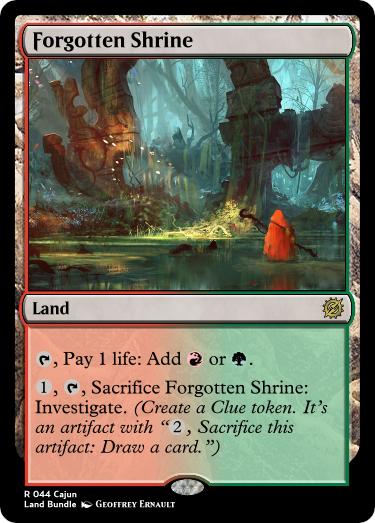 Forgotten Shrine
Land
, Pay 1 life: Add or .
1, , Sacrifice Forgotten Shrine:
Investigate. (Create a Clue token. It's
an artifact with “2, Sacrifice this
artifact: Draw a card.”)
R 044 Cajun
Land Bundle Geoffrey Ernault